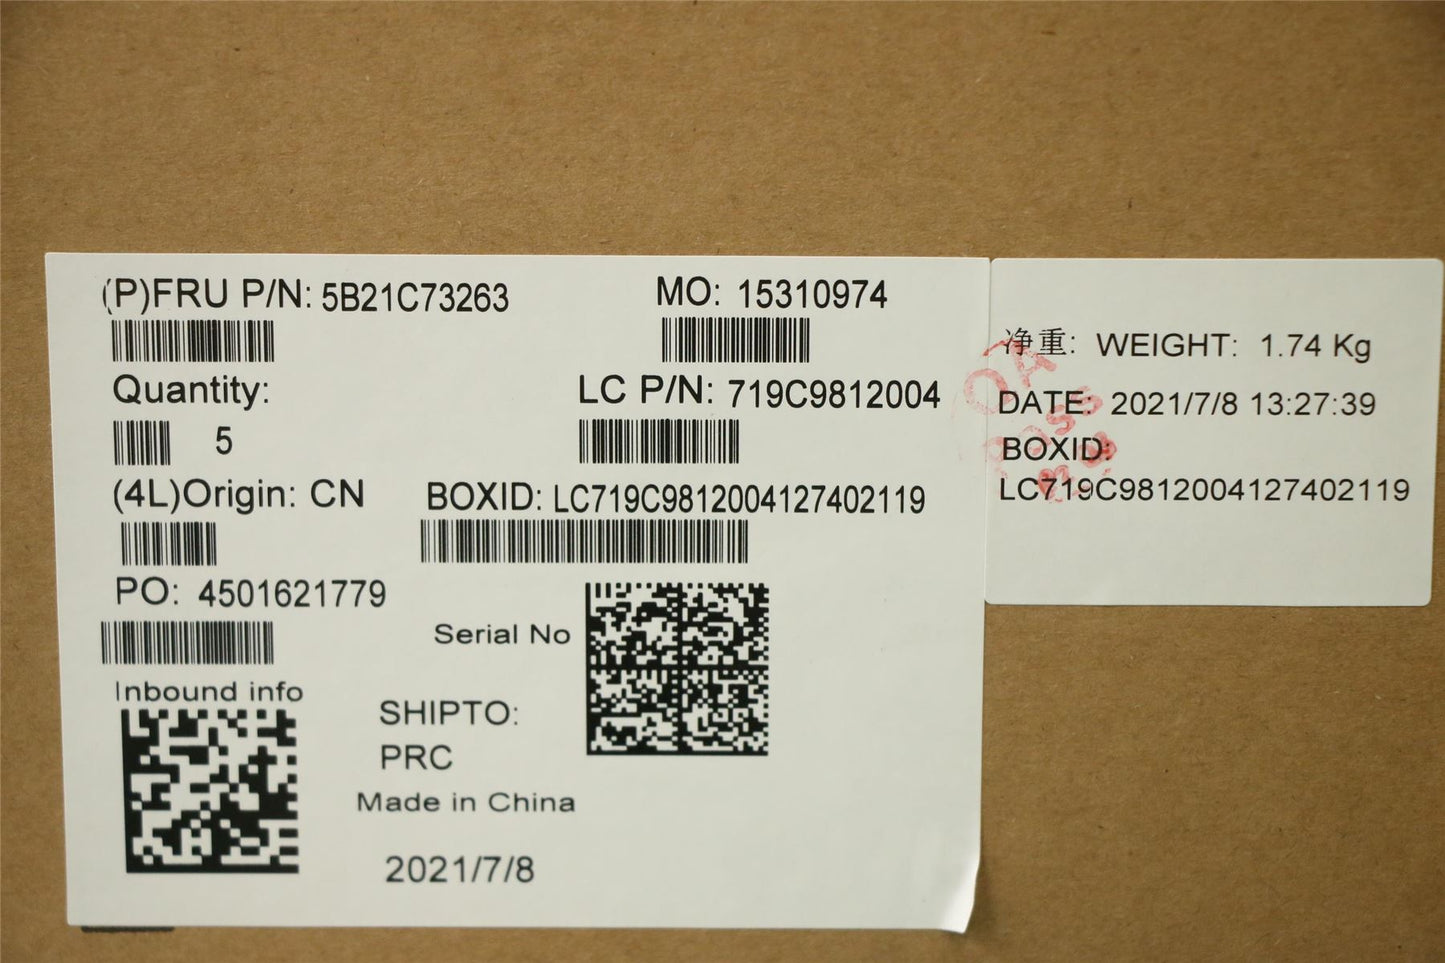 (P)FRU P/N: 5B21C73263
MO: 15310974
Quantity:
5
LC P/N: 719C9812004
(4L)Origin: CN
BOXID: LC719C9812004127402119
PO: 4501621779
Serial No
Inbound info
SHIPTO:
PRC
Made in China
2021/7/8
净重: WEIGHT: 1.74 Kg
DATE: 2021/7/8 13:27:39
BOXID:
LC719C9812004127402119